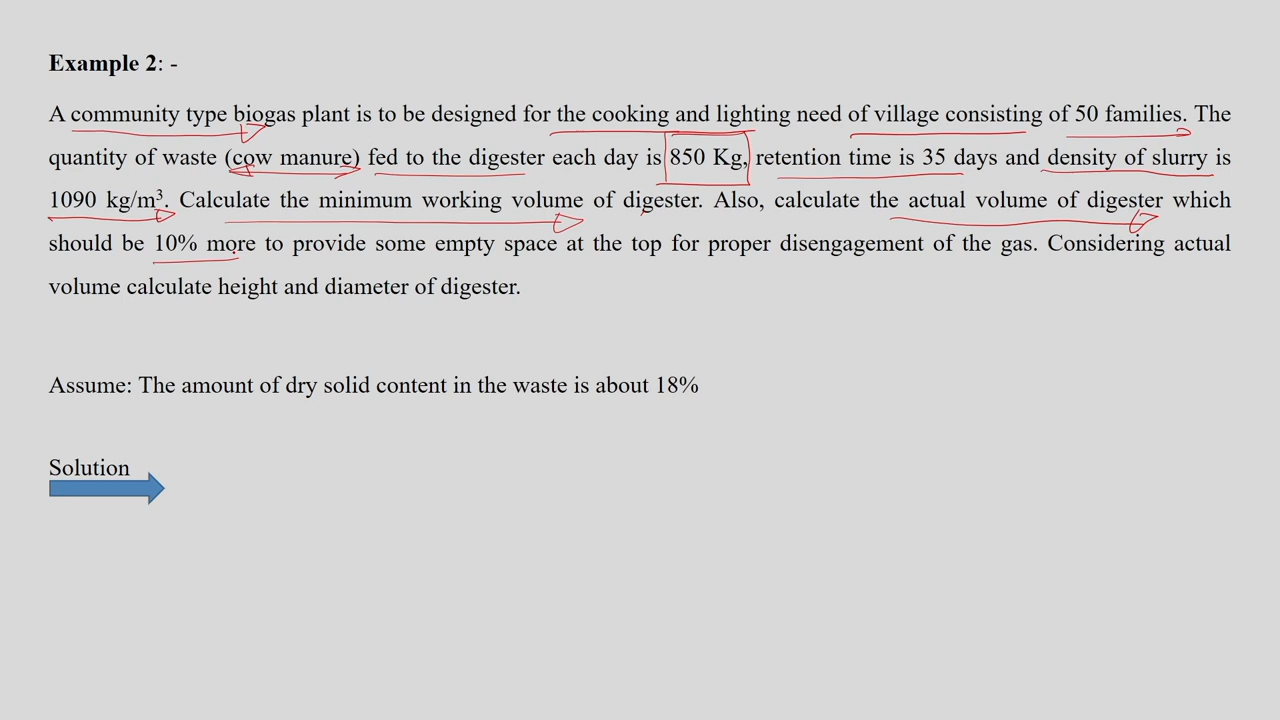 Example 2: -
A community type biogas plant is to be designed for the cooking and lighting need of village consisting of 50 families. The
quantity of waste (cow manure) fed to the digester each day is 850 Kg, retention time is 35 days and density of slurry is
1090 kg/m³. Calculate the minimum working volume of digester. Also, calculate the actual volume of digester which
should be 10% more to provide some empty space at the top for proper disengagement of the gas. Considering actual
volume calculate height and diameter of digester.
Assume: The amount of dry solid content in the waste is about 18%
Solution